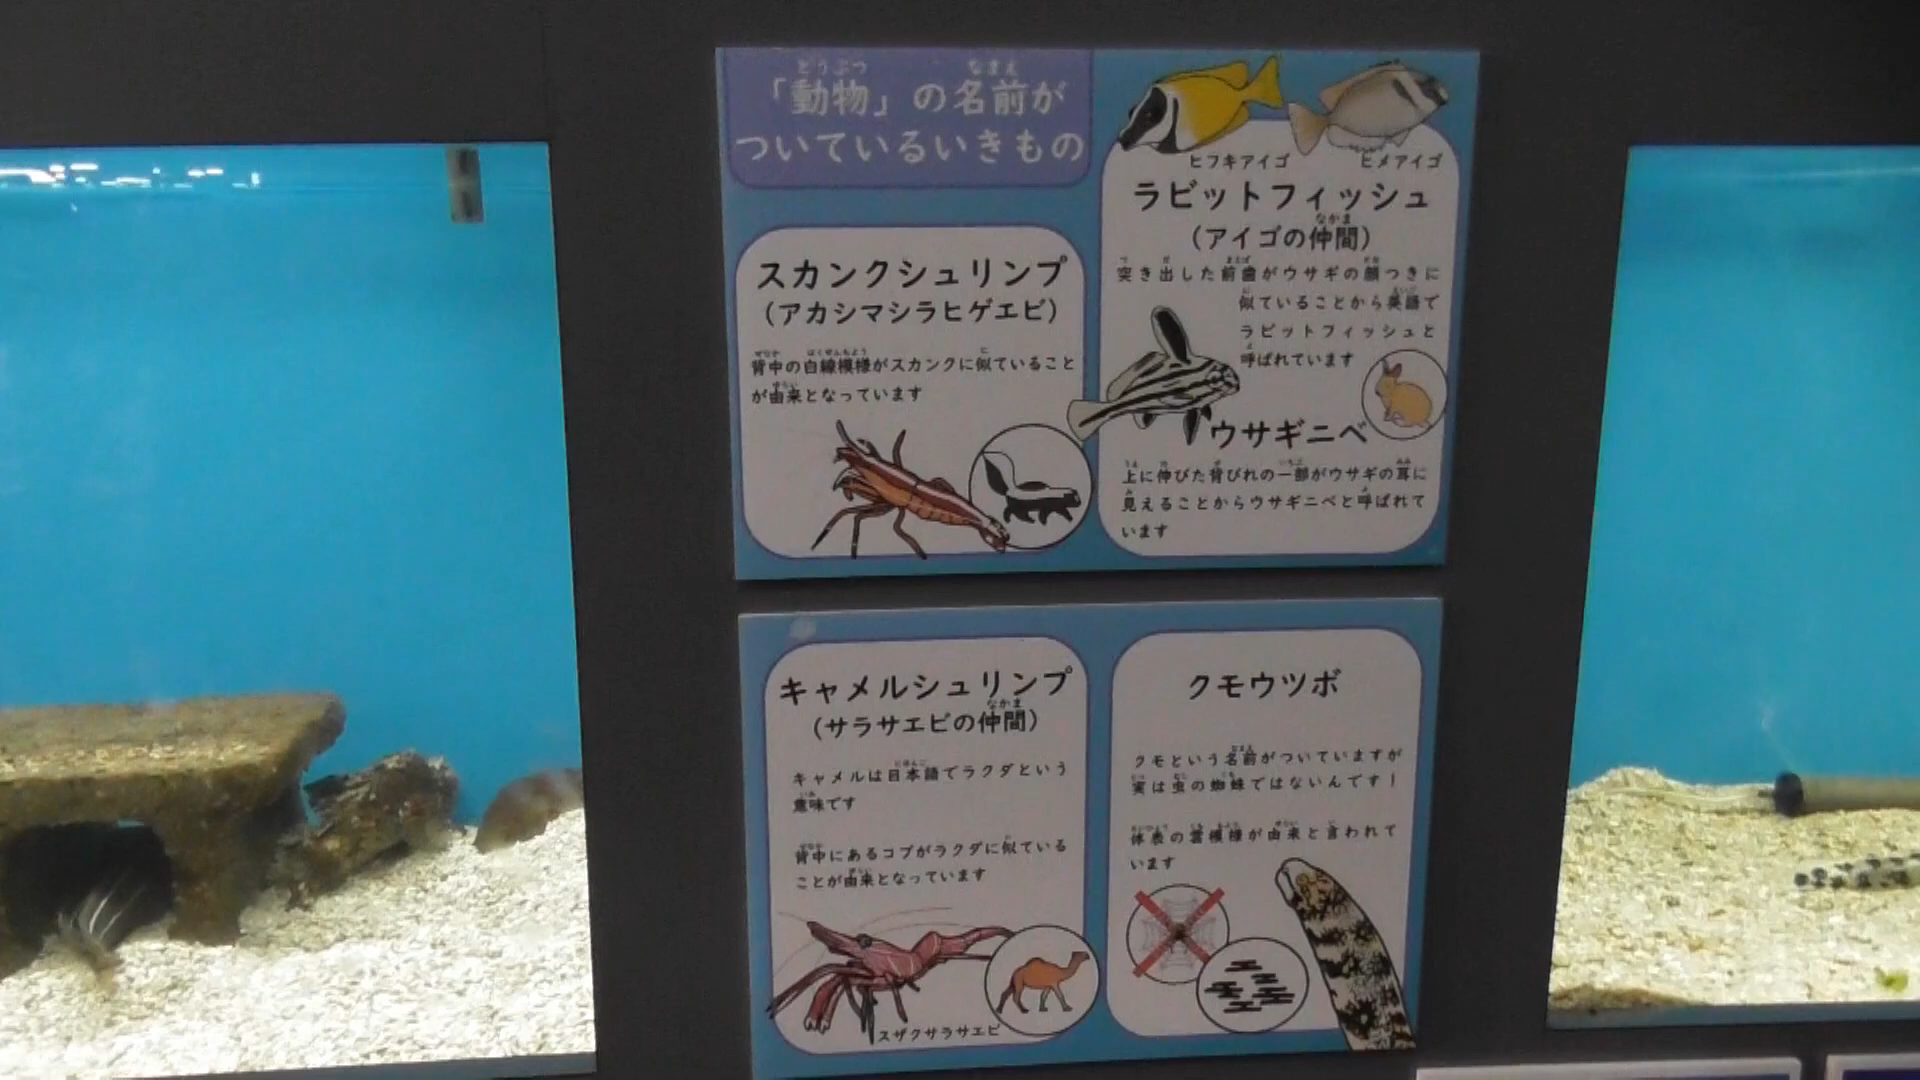 「動物」の名前が
ついているいきもの
スカンクシュリンプ
(アカシマシラヒゲエビ)
背中の白線模様がスカンクに似ていること
が由来となっています
ヒフキアイゴ ヒメアイゴ
ラビットフィッシュ
(アイゴの仲間)
突き出した前歯がウサギの顔つきに
似ていることから英語で
ラビットフィッシュと
呼ばれています
ウサギニベ
上に伸びた背びれの一部がウサギの耳に
見えることからウサギニベと呼ばれて
います
キャメルシュリンプ
(サラサエビの仲間)
キャメルは日本語でラクダという
意味です
背中にあるコブがラクダに似ている
ことが由来となっています
スザクサラサエビ
クモウツボ
クモという名前がついていますが
実は虫の蜘蛛ではないんです!
体表の雲模様が由来と言われて
います